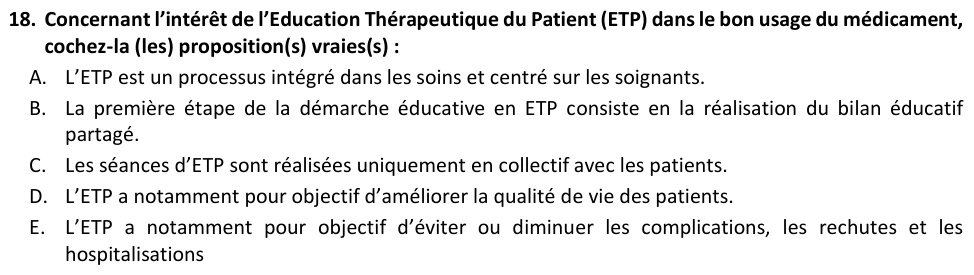 18. Concernant l’intérêt de l’Education Thérapeutique du Patient (ETP) dans le bon usage du médicament,
cochez-la (les) proposition(s) vraies(s) :
A. L’ETP est un processus intégré dans les soins et centré sur les soignants.
B. La première étape de la démarche éducative en ETP consiste en la réalisation du bilan éducatif
partagé.
C. Les séances d’ETP sont réalisées uniquement en collectif avec les patients.
D. L’ETP a notamment pour objectif d’améliorer la qualité de vie des patients.
E. L’ETP a notamment pour objectif d’éviter ou diminuer les complications, les rechutes et les
hospitalisations